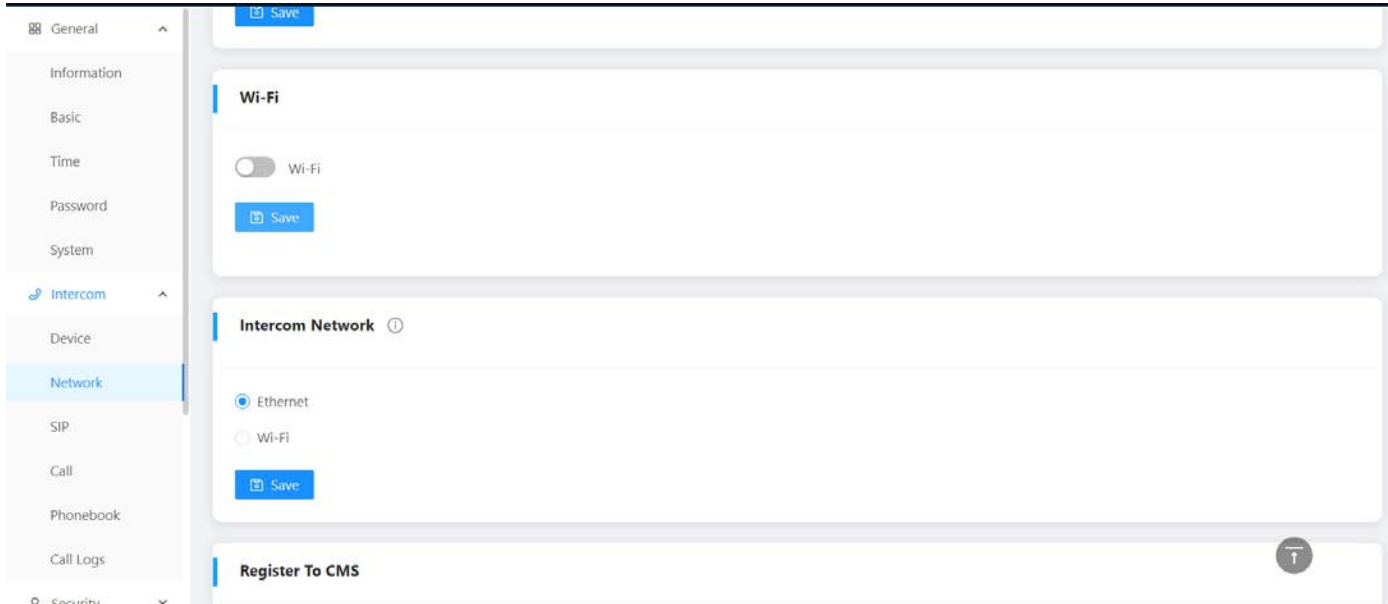 General
Information
Basic
Time
Password
System
Intercom
Device
Network
SIP
Call
Phonebook
Call Logs
Security
Save
Wi-Fi
Wi-Fi
Save
Intercom Network
Ethernet
Wi-Fi
Save
Register To CMS